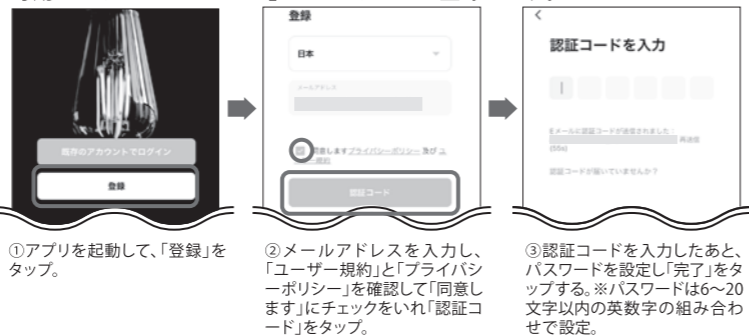 既存のアカウントでログイン
登録
①アプリを起動して、「登録」を
タップ。
登録
日本
メールアドレス
同意しますプライバシーポリシー 及び ユ
ー規約
認証コード
②メールアドレスを入力し、
「ユーザー規約」と「プライバシ
ーポリシー」を確認して「同意し
ます」にチェックをいれ「認証コ
ード」をタップ。
認証コードを入力
Eメールに認証コードが送信されました：
再送信
(55s)
認証コードが届いていませんか？
③認証コードを入力したあと、
パスワードを設定し「完了」をタ
ップする。※パスワードは6～20
文字以内の英数字の組み合わ
せで設定。